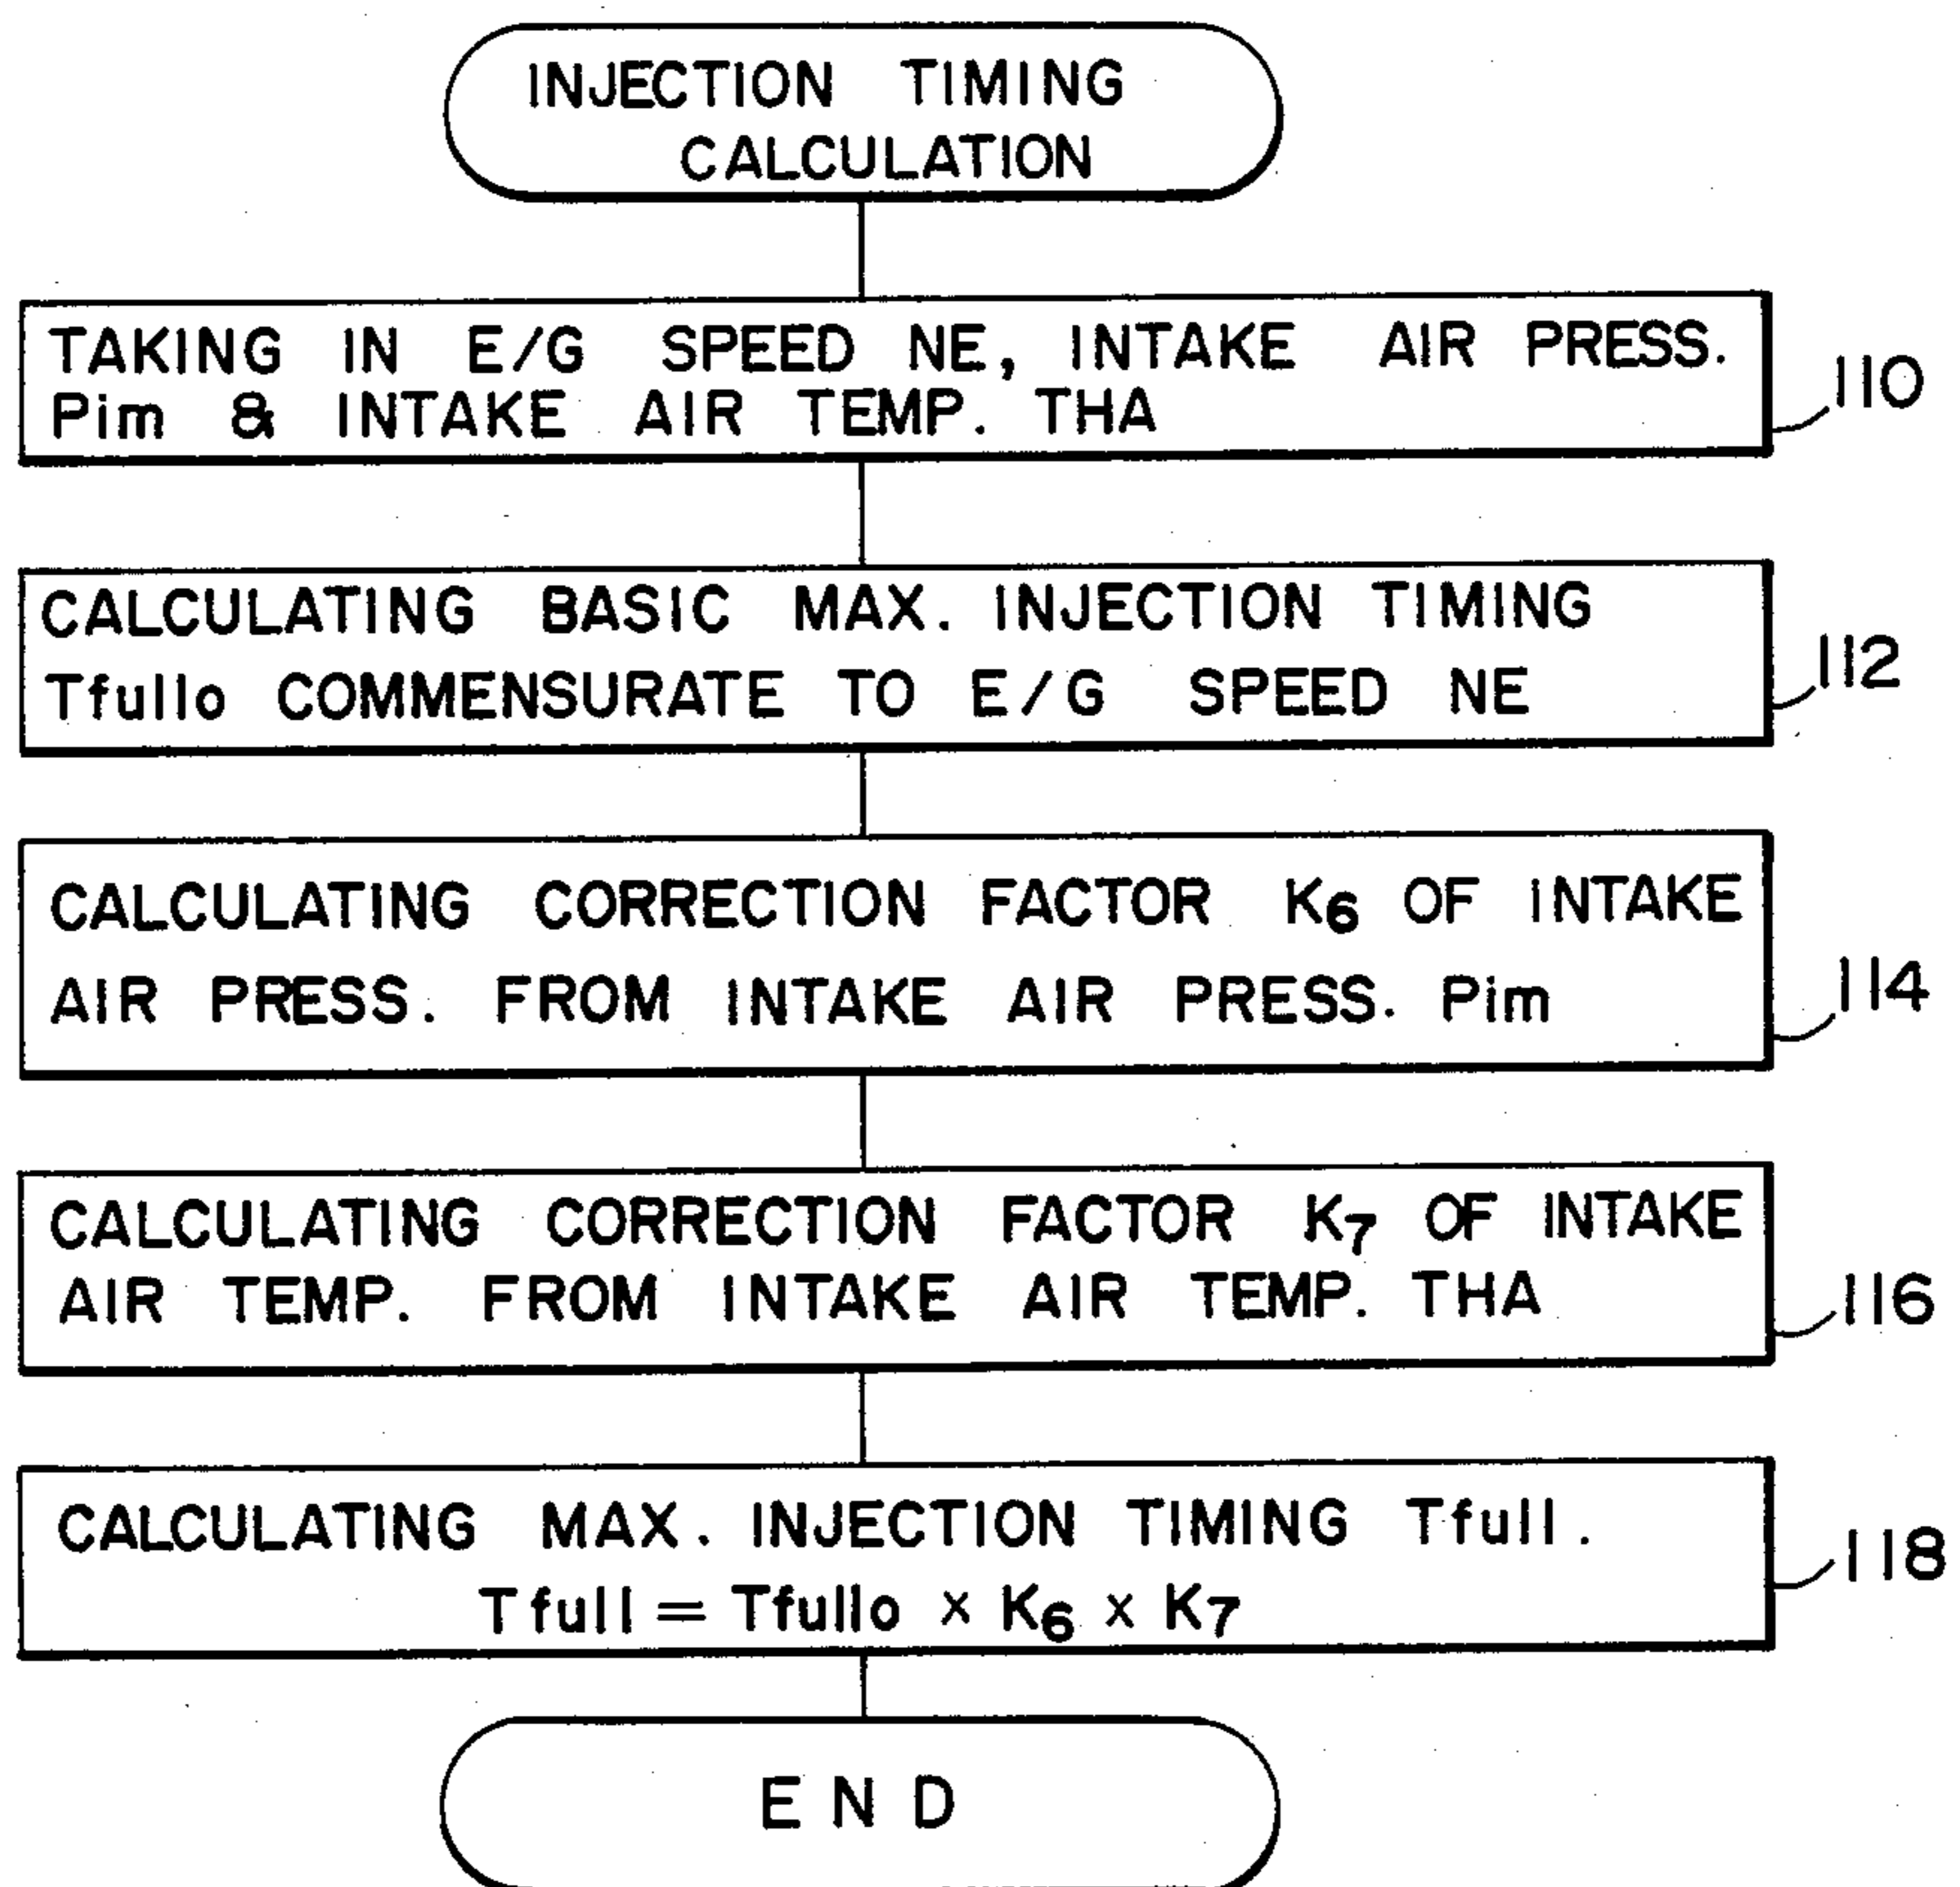 INJECTION TIMING
CALCULATION
TAKING IN E/G SPEED NE, INTAKE AIR PRESS.
Pim & INTAKE AIR TEMP. THA
110
CALCULATING BASIC MAX. INJECTION TIMING
Tfullo COMMENSURATE TO E/G SPEED NE
112
CALCULATING CORRECTION FACTOR K6 OF INTAKE
AIR PRESS. FROM INTAKE AIR PRESS. Pim
114
CALCULATING CORRECTION FACTOR K7 OF INTAKE
AIR TEMP. FROM INTAKE AIR TEMP. THA
116
CALCULATING MAX. INJECTION TIMING Tfull.
Tfull = Tfullo × K6 × K7
118
END